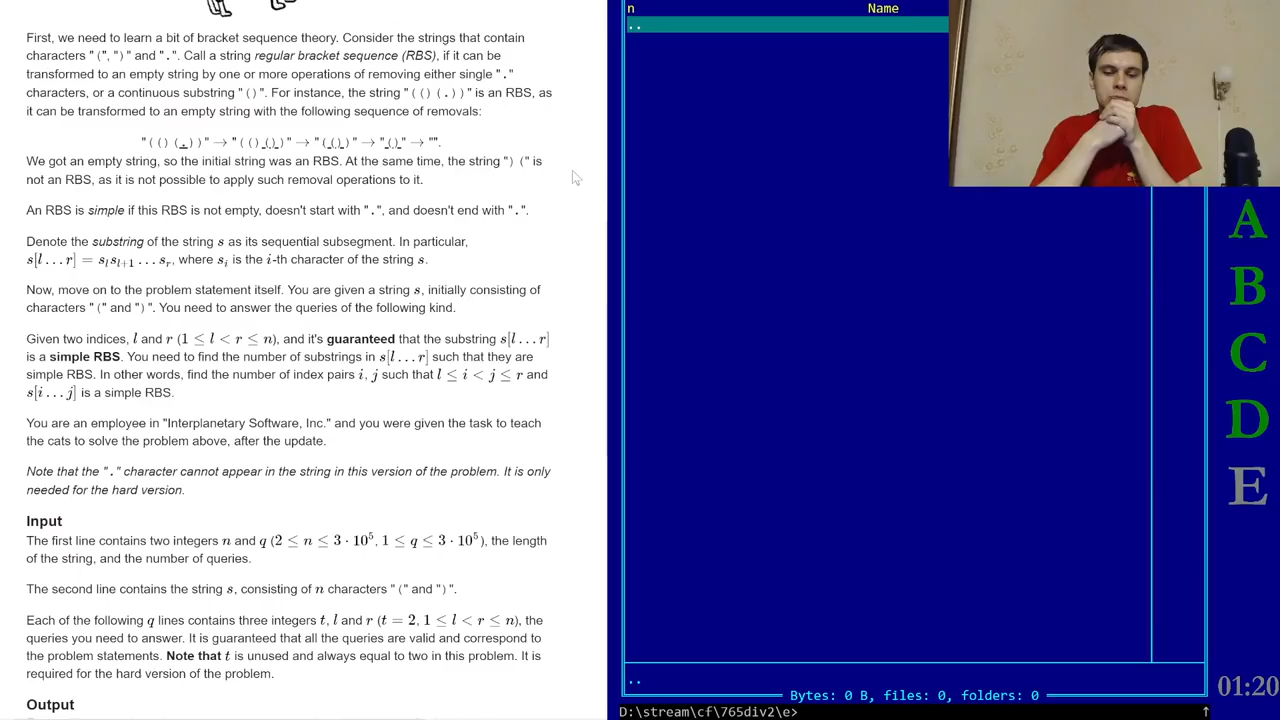 First, we need to learn a bit of bracket sequence theory. Consider the strings that contain
characters "(", ")" and ".". Call a string regular bracket sequence (RBS), if it can be
transformed to an empty string by one or more operations of removing either single "."
characters, or a continuous substring "()". For instance, the string "(()(.))" is an RBS, as
it can be transformed to an empty string with the following sequence of removals:
"(()(.))" → "(()())" → "(())" → "()" → "".
We got an empty string, so the initial string was an RBS. At the same time, the string ")(" is
not an RBS, as it is not possible to apply such removal operations to it.
An RBS is simple if this RBS is not empty, doesn't start with ".", and doesn't end with ".".
Denote the substring of the string s as its sequential subsegment. In particular,
s[l…r] = sₗsₗ₊₁…sᵣ, where sᵢ is the i-th character of the string s.
Now, move on to the problem statement itself. You are given a string s, initially consisting of
characters "(" and ")". You need to answer the queries of the following kind.
Given two indices, l and r (1 ≤ l < r ≤ n), and it's guaranteed that the substring s[l…r]
is a simple RBS. You need to find the number of substrings in s[l…r] such that they are
simple RBS. In other words, find the number of index pairs i, j such that l ≤ i < j ≤ r and
s[i…j] is a simple RBS.
You are an employee in "Interplanetary Software, Inc." and you were given the task to teach
the cats to solve the problem above, after the update.
Note that the "." character cannot appear in the string in this version of the problem. It is only
needed for the hard version.
Input
The first line contains two integers n and q (2 ≤ n ≤ 3·10⁵, 1 ≤ q ≤ 3·10⁵), the length
of the string, and the number of queries.
The second line contains the string s, consisting of n characters "(" and ")".
Each of the following q lines contains three integers t, l and r (t = 2, 1 ≤ l < r ≤ n), the
queries you need to answer. It is guaranteed that all the queries are valid and correspond to
the problem statements. Note that t is unused and always equal to two in this problem. It is
required for the hard version of the problem.
Output
n Name
..
..
Bytes: 0 B, files: 0, folders: 0
D:\stream\cf\765div2\e> ↑
A
B
C
D
E
01:20